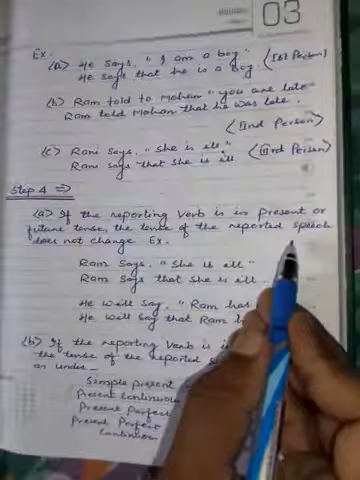 03
Ex.
(a) He says, "I am a boy" (Ist Person)
He says that he is a boy.
(b) Ram told to Mohan "you are late"
Ram told Mohan that he was late.
(IInd Person)
(c) Rani says, "She is ill" (IIIrd Person)
Rani says that she is ill
Step 4 ⇒
(a) If the reporting verb is in present or
future tense, the tense of the reported speech
does not change Ex.
Ram says, "She is ill"
Ram says that she is ill
He will say, "Ram has
He will say that Ram
(b) If the reporting verb is
the tense of the reported
as under_
Simple present
Present continuous
Present Perfect
Present Perfect
Continuous